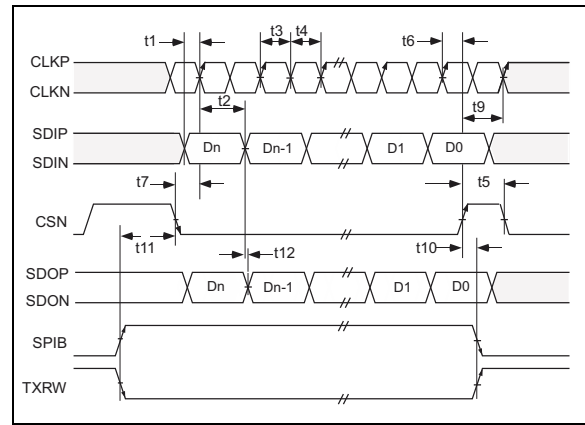 t1 t3 t4 t6
CLKP
CLKN
t2 t9
SDIP
SDIN
Dn Dn-1 D1 D0
t7 t5
CSN
t11 t12 t10
SDOP
SDON
Dn Dn-1 D1 D0
SPIB
TXRW